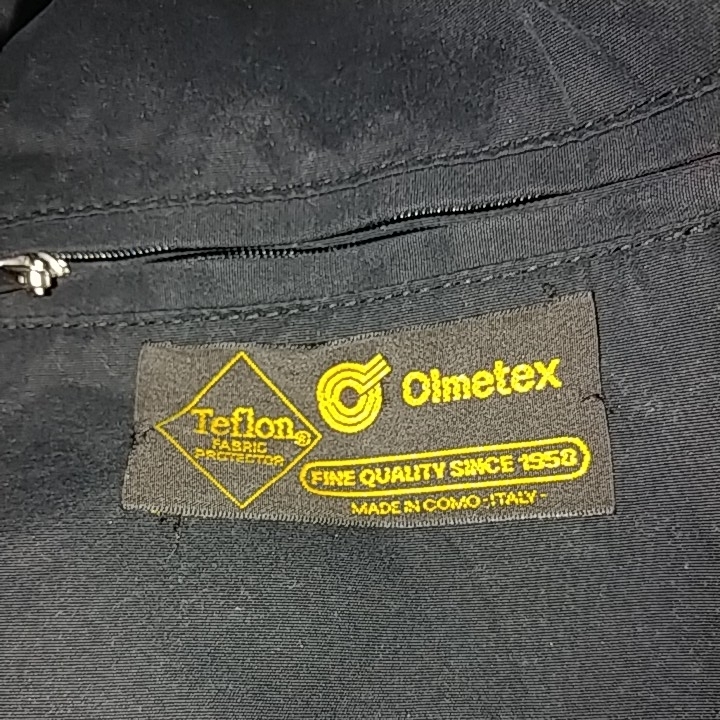 Teflon®
FABRIC
PROTECTOR
Olmetex
FINE QUALITY SINCE 1958
MADE IN COMO - ITALY -